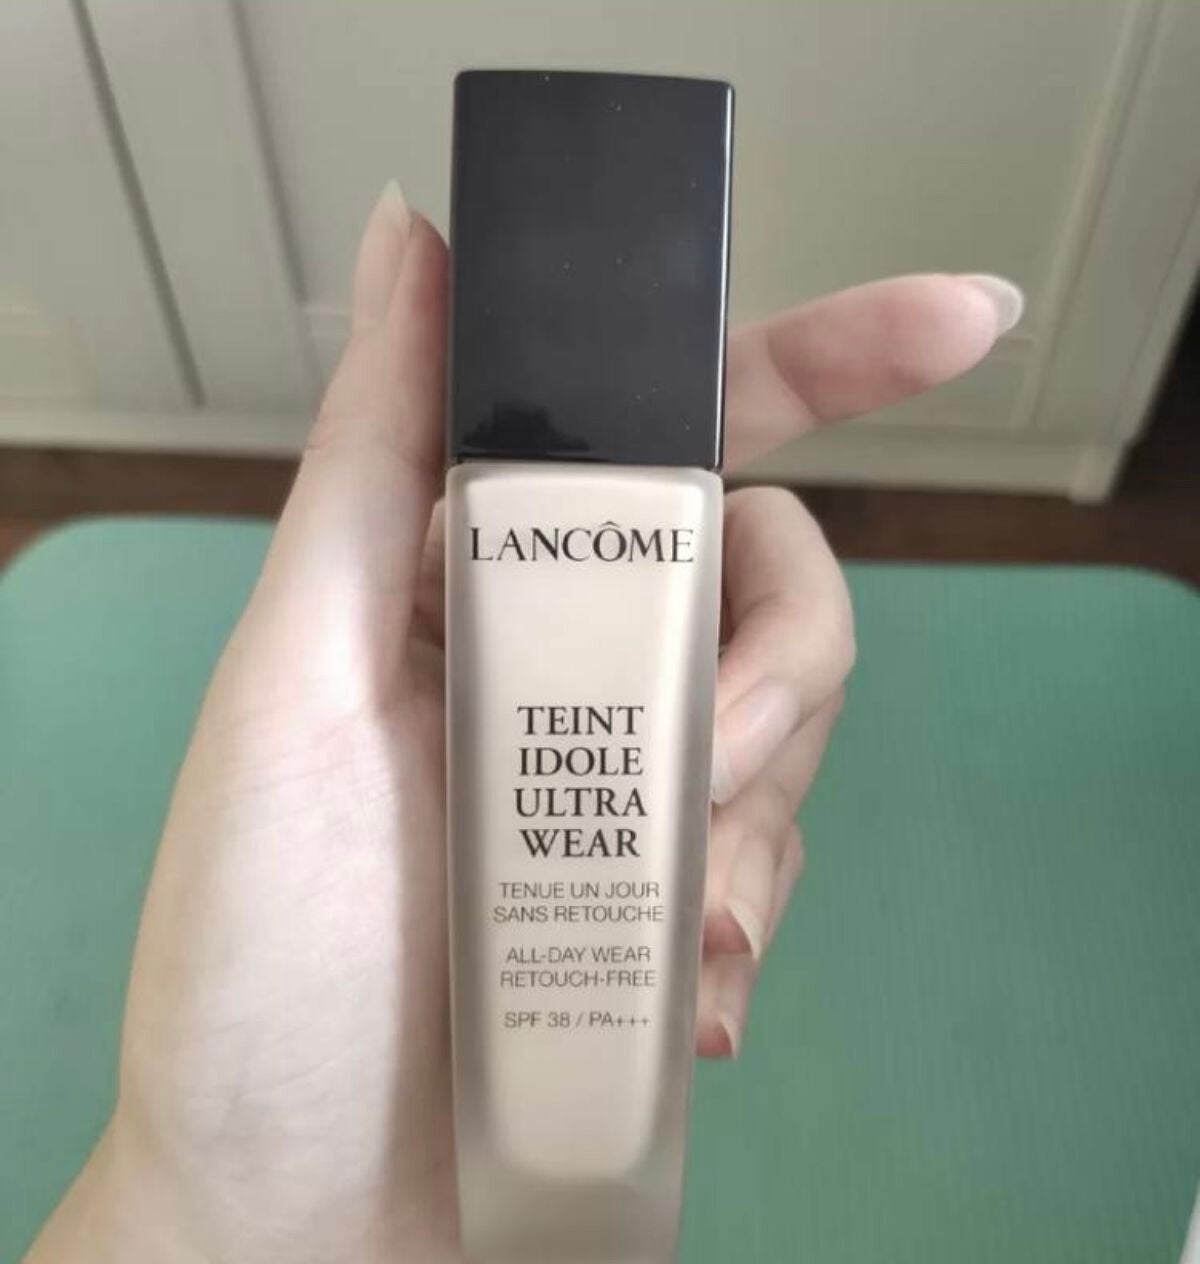 LANCÔME
TEINT
IDOLE
ULTRA
WEAR
TENUE UN JOUR
SANS RETOUCHE
ALL-DAY WEAR
RETOUCH-FREE
SPF 38 / PA+++